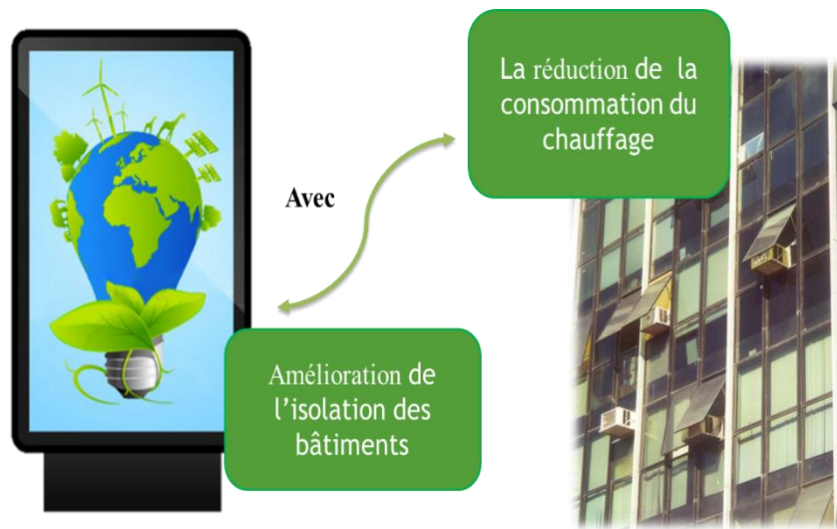 La réduction de la
consommation du
chauffage
Avec
Amélioration de
l'isolation des
bâtiments